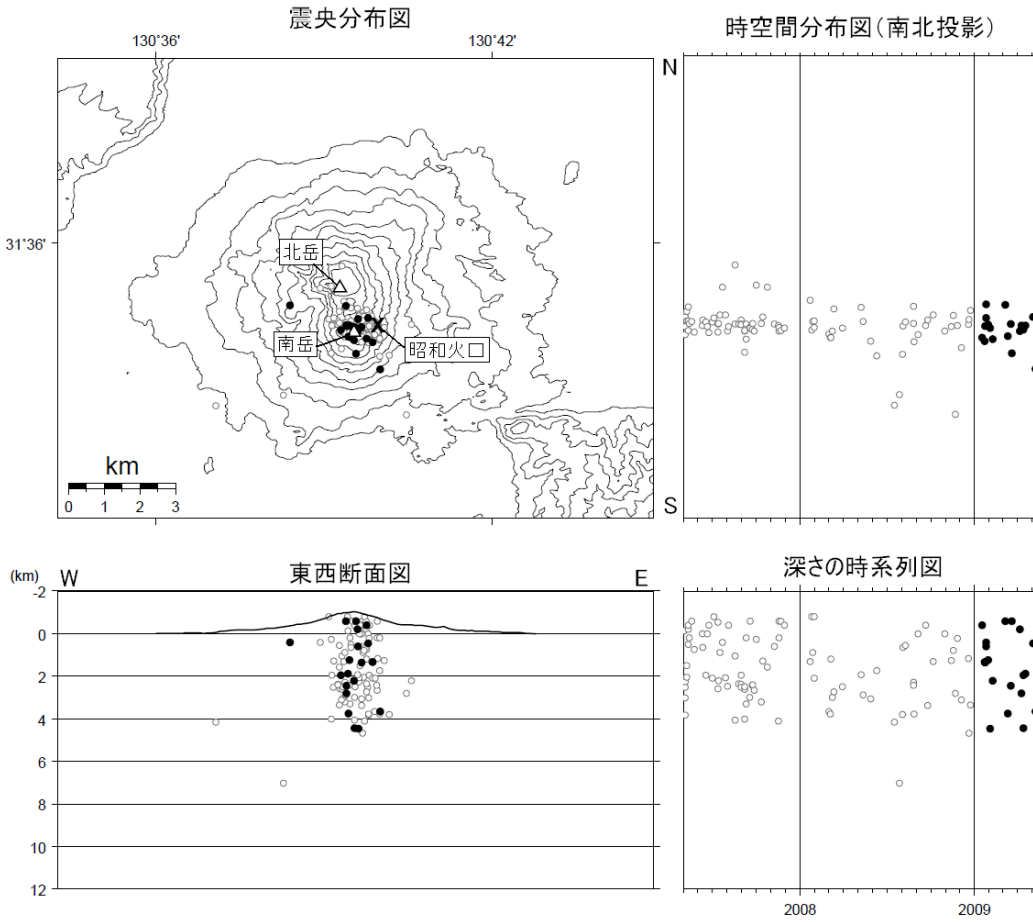 震央分布図
130°36'
130°42'
31°36'
北岳
南岳
昭和火口
km
0 1 2 3
時空間分布図(南北投影)
N
S
東西断面図
(km)
W
E
-2
0
2
4
6
8
10
12
深さの時系列図
2008
2009